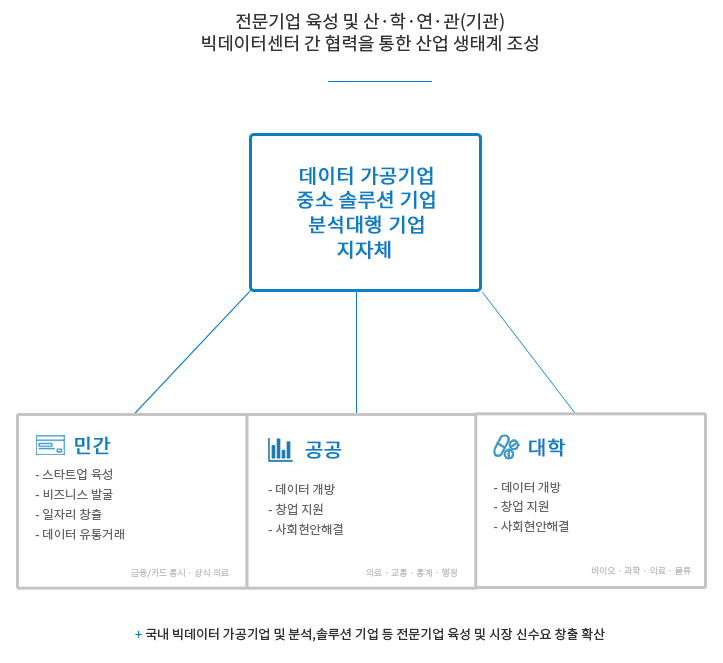 전문기업 육성 및 산·학·연·관(기관)
빅데이터센터 간 협력을 통한 산업 생태계 조성
데이터 가공기업
중소 솔루션 기업
분석대행 기업
지자체
민간
- 스타트업 육성
- 비즈니스 발굴
- 일자리 창출
- 데이터 유통거래
금융/카드 통시 · 상식 의료
공공
- 데이터 개방
- 창업 지원
- 사회현안해결
의료 · 교통 · 통계 · 행정
대학
- 데이터 개방
- 창업 지원
- 사회현안해결
바이오 · 과학 · 의료 · 물류
+ 국내 빅데이터 가공기업 및 분석,솔루션 기업 등 전문기업 육성 및 시장 신수요 창출 확산